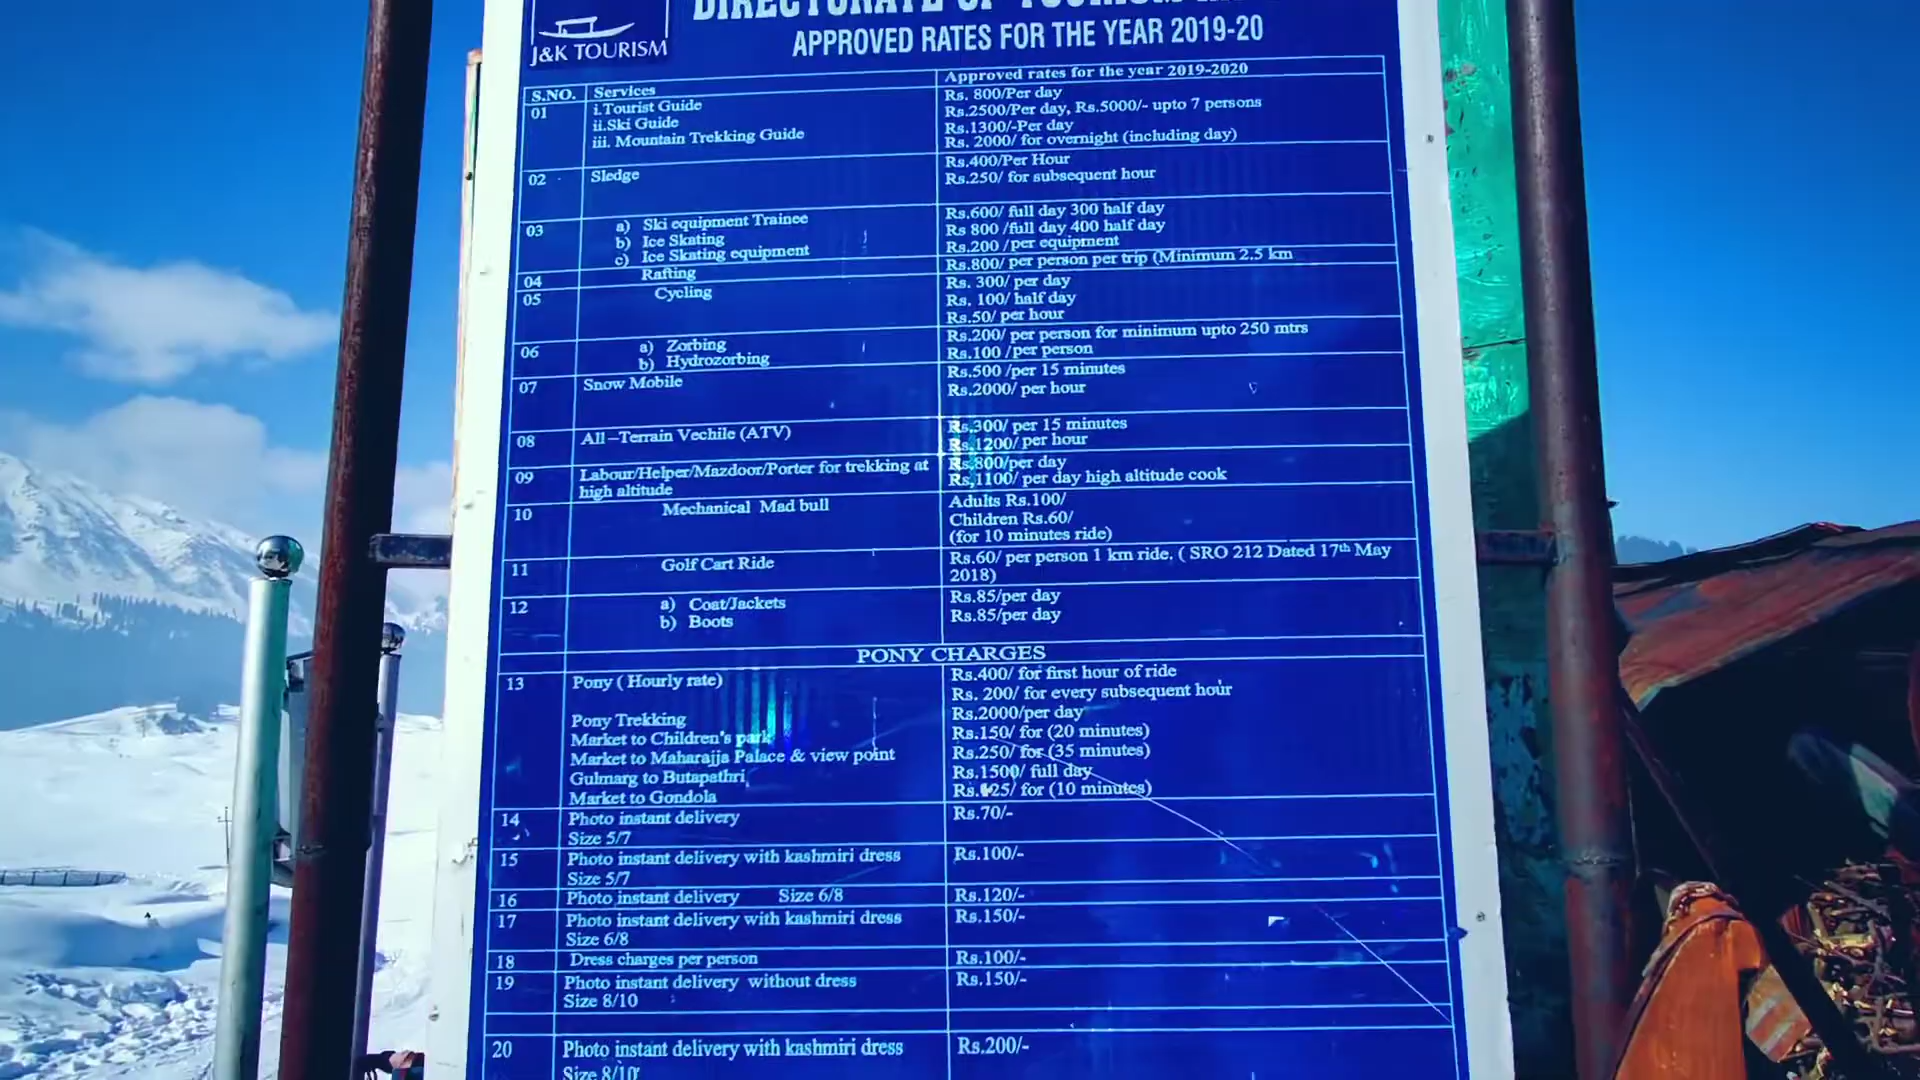 DIRECTORATE OF TOURISM
J&K TOURISM
APPROVED RATES FOR THE YEAR 2019-20
S.NO. Services Approved rates for the year 2019-2020
01 i.Tourist Guide Rs. 800/Per day
ii.Ski Guide Rs.2500/Per day, Rs.5000/- upto 7 persons
iii. Mountain Trekking Guide Rs.1300/-Per day
Rs. 2000/ for overnight (including day)
02 Sledge Rs.400/Per Hour
Rs.250/ for subsequent hour
03 a) Ski equipment Trainee Rs.600/ full day 300 half day
b) Ice Skating Rs 800 /full day 400 half day
c) Ice Skating equipment Rs.200 /per equipment
04 Rafting Rs.800/ per person per trip (Minimum 2.5 km
05 Cycling Rs. 300/ per day
Rs. 100/ half day
Rs.50/ per hour
06 a) Zorbing Rs.200/ per person for minimum upto 250 mtrs
b) Hydrozorbing Rs.100 /per person
07 Snow Mobile Rs.500 /per 15 minutes
Rs.2000/ per hour
08 All –Terrain Vechile (ATV) Rs.300/ per 15 minutes
Rs.1200/ per hour
09 Labour/Helper/Mazdoor/Porter for trekking at Rs.800/per day
high altitude Rs,1100/ per day high altitude cook
10 Mechanical Mad bull Adults Rs.100/
Children Rs.60/
(for 10 minutes ride)
11 Golf Cart Ride Rs.60/ per person 1 km ride. ( SRO 212 Dated 17th May
2018)
12 a) Coat/Jackets Rs.85/per day
b) Boots Rs.85/per day
PONY CHARGES
13 Pony ( Hourly rate) Rs.400/ for first hour of ride
Rs. 200/ for every subsequent hour
Pony Trekking Rs.2000/per day
Market to Children's park Rs.150/ for (20 minutes)
Market to Maharajja Palace & view point Rs.250/ for (35 minutes)
Gulmarg to Butapathri Rs.1500/ full day
Market to Gondola for (10 minutes)
14 Photo instant delivery Rs.70/-
Size 5/7
15 Photo instant delivery with kashmiri dress Rs.100/-
Size 5/7
16 Photo instant delivery Size 6/8 Rs.120/-
17 Photo instant delivery with kashmiri dress Rs.150/-
Size 6/8
18 Dress charges per person Rs.100/-
19 Photo instant delivery without dress Rs.150/-
Size 8/10
20 Photo instant delivery with kashmiri dress Rs.200/-
Size 8/10